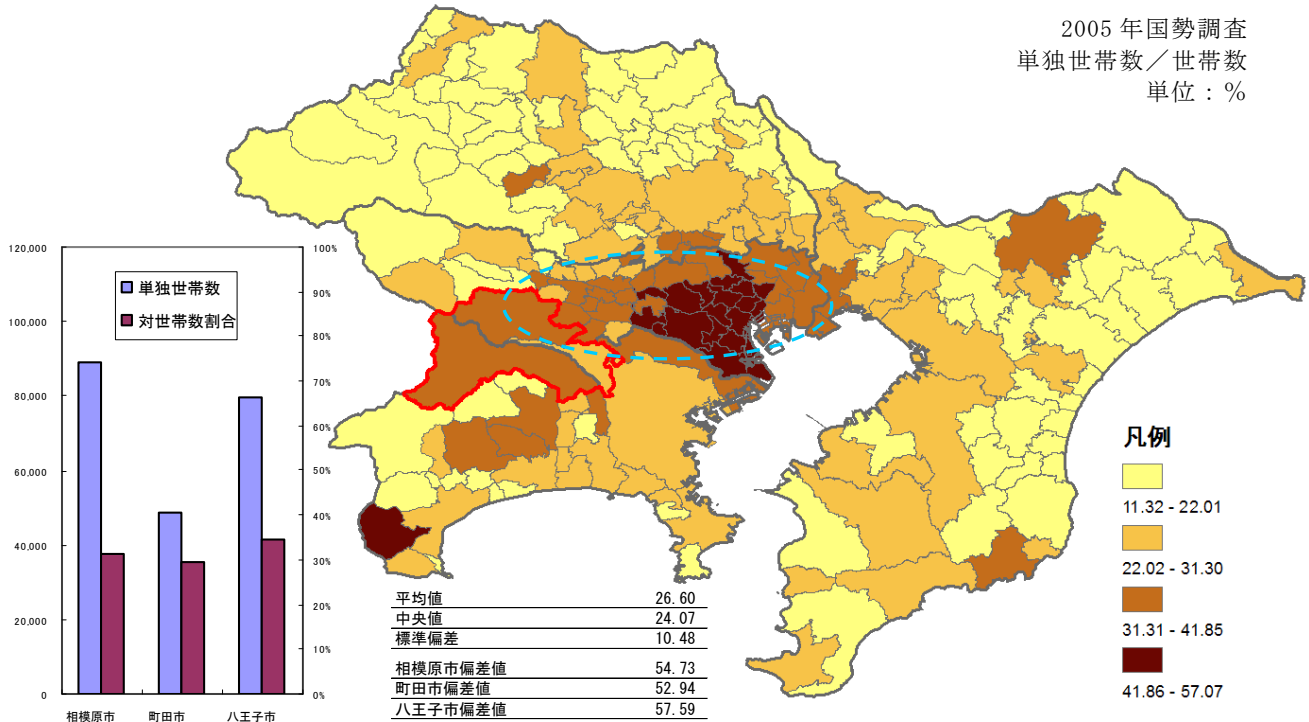 2005 年国勢調査
単独世帯数／世帯数
単位：％
120,000
100,000
80,000
60,000
40,000
20,000
0
100%
90%
80%
70%
60%
50%
40%
30%
20%
10%
0%
単独世帯数
対世帯数割合
相模原市
町田市
八王子市
平均値 26.60
中央値 24.07
標準偏差 10.48
相模原市偏差値 54.73
町田市偏差値 52.94
八王子市偏差値 57.59
凡例
11.32 - 22.01
22.02 - 31.30
31.31 - 41.85
41.86 - 57.07